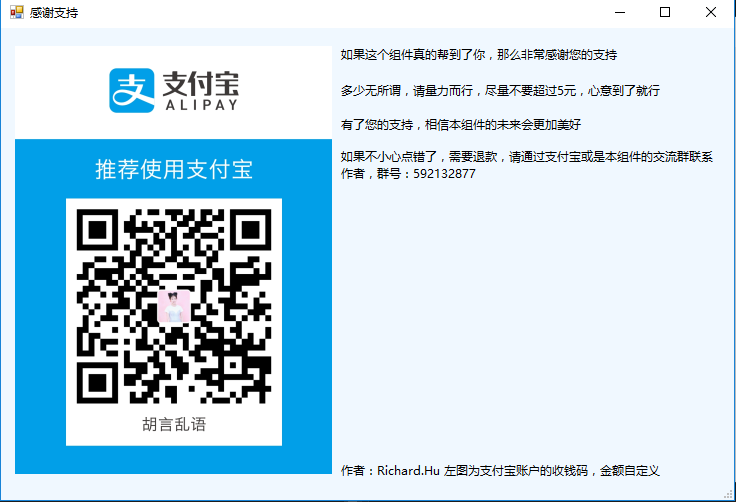 感谢支持
支付宝
ALIPAY
推荐使用支付宝
胡言乱语
如果这个组件真的帮到了你，那么非常感谢您的支持
多少无所谓，请量力而行，尽量不要超过5元，心意到了就行
有了您的支持，相信本组件的未来会更加美好
如果不小心点错了，需要退款，请通过支付宝或是本组件的交流群联系
作者，群号：592132877
作者：Richard.Hu 左图为支付宝账户的收钱码，金额自定义